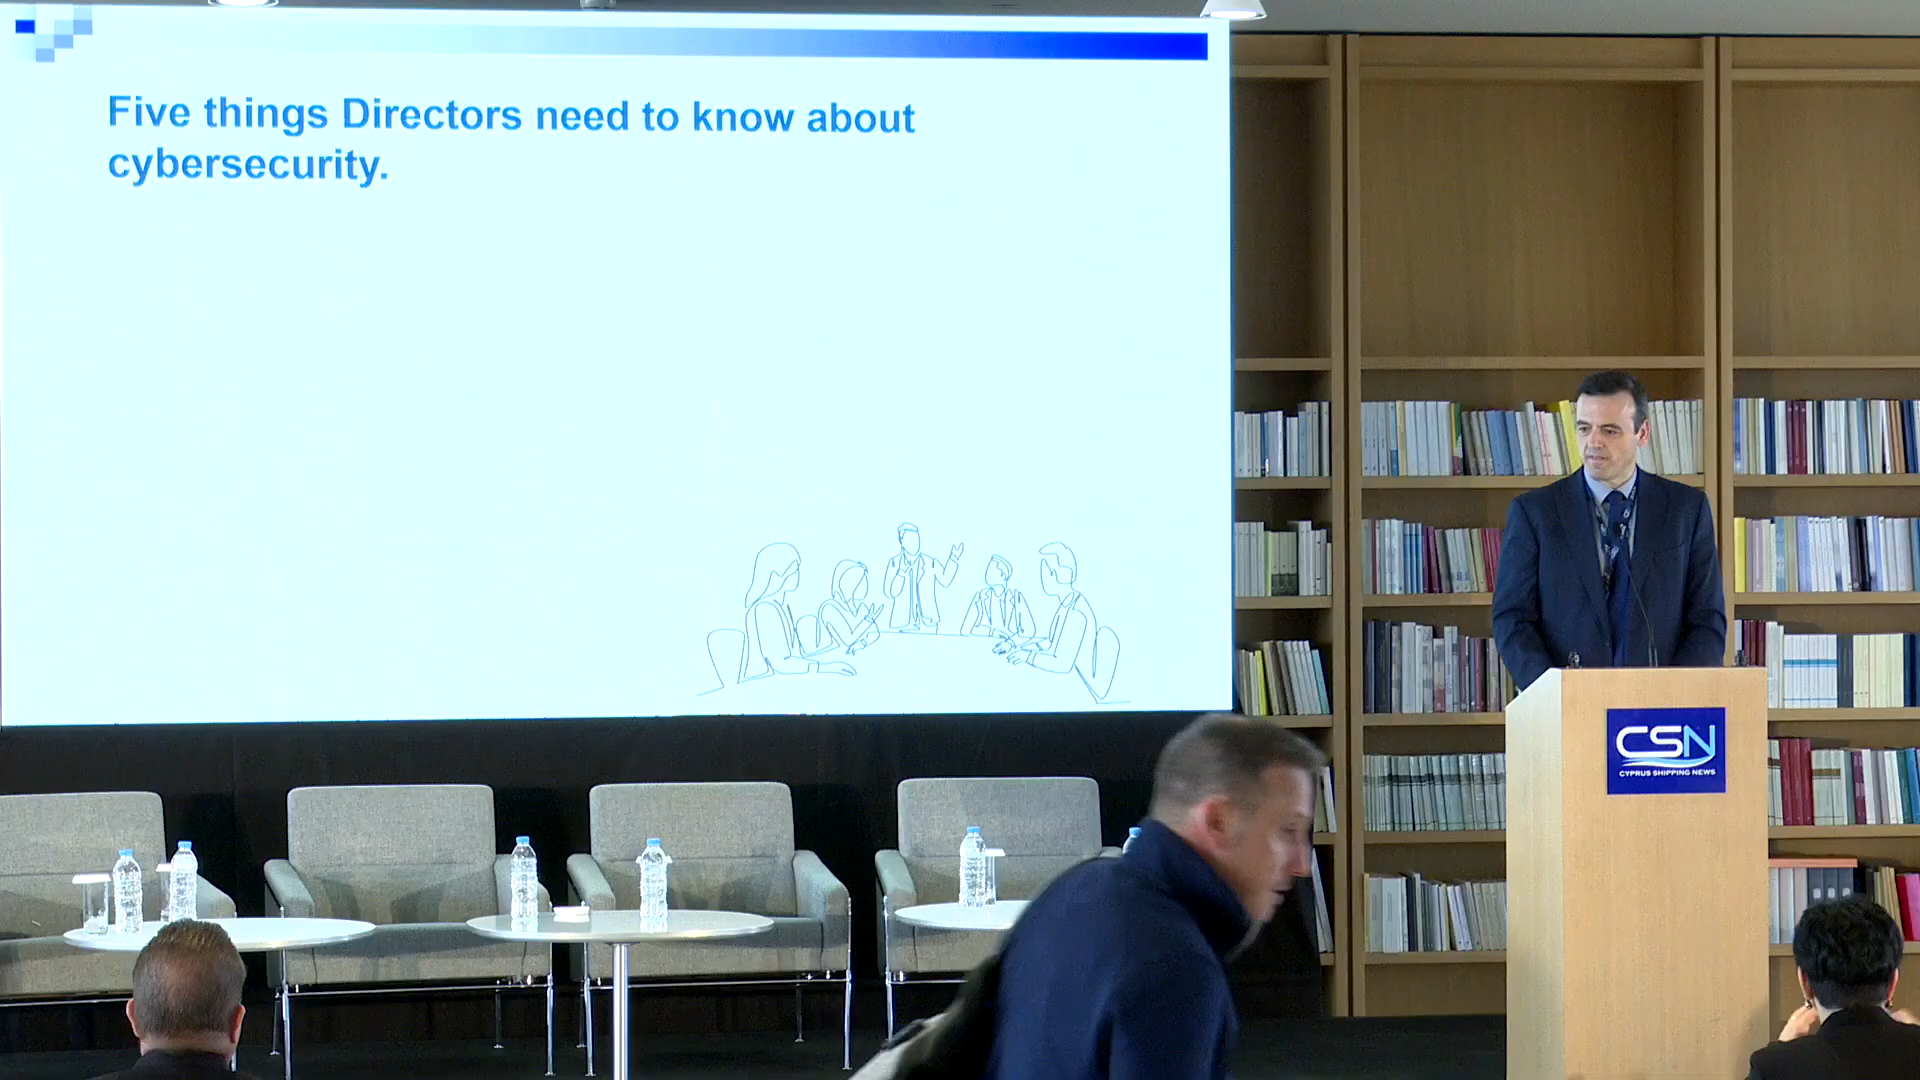 Five things Directors need to know about
cybersecurity.
CSN
CYPRUS SHIPPING NEWS